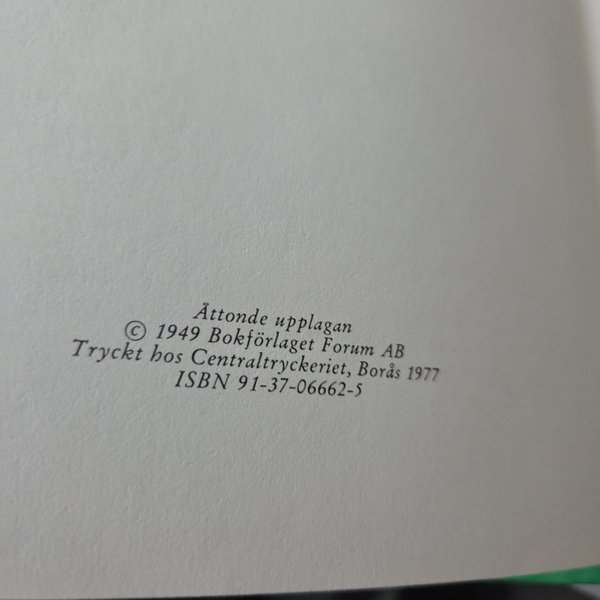 Åttonde upplagan
© 1949 Bokförlaget Forum AB
Tryckt hos Centraltryckeriet, Borås 1977
ISBN 91-37-06662-5